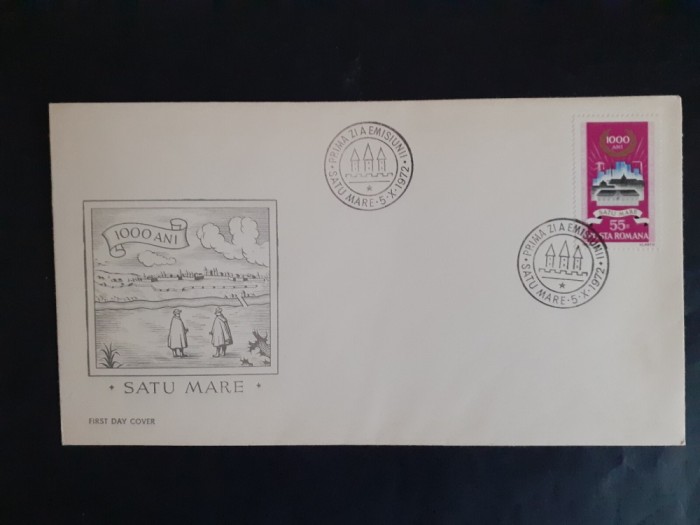 PRIMA ZI A EMISIUNII
• SATU MARE • 5-X-1972
1000
ANI
SATU MARE
55B
POSTA ROMANA
PRIMA ZI A EMISIUNII
• SATU MARE • 5-X-1972
1000 ANI
• SATU MARE •
FIRST DAY COVER